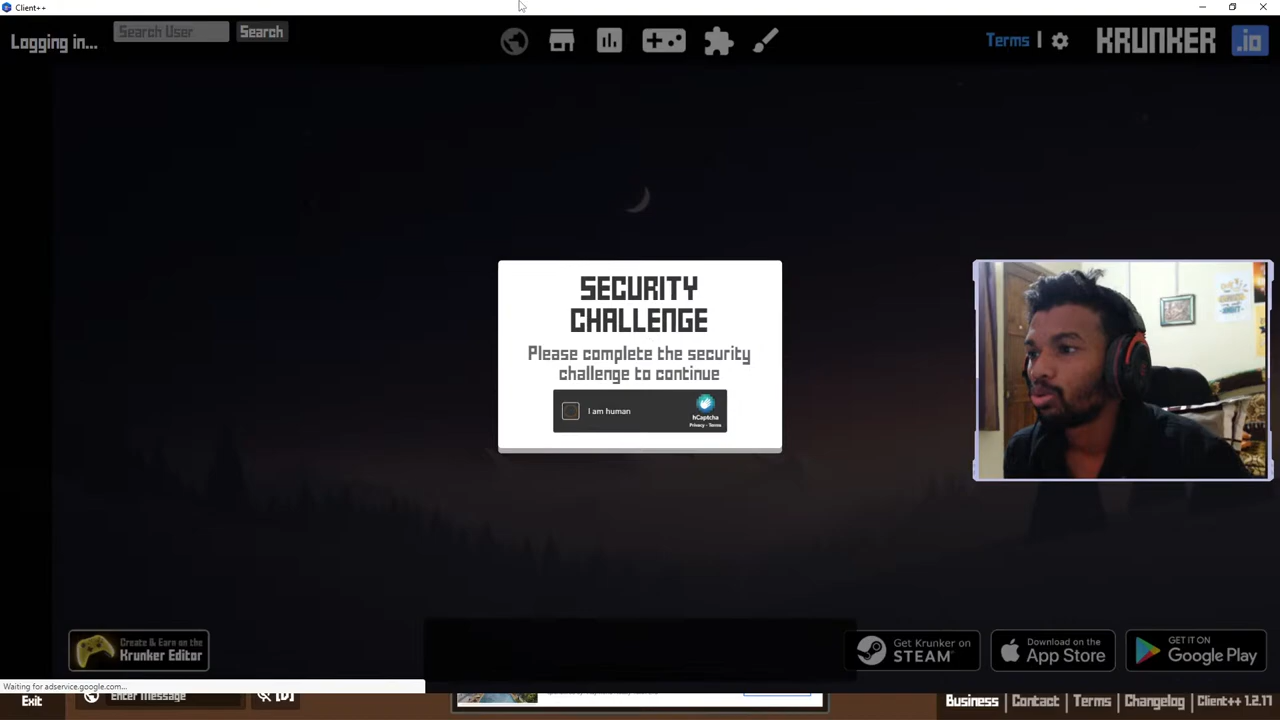 Client++
Logging in...
Search User
Search
Terms |
KRUNKER .io
SECURITY
CHALLENGE
Please complete the security
challenge to continue
I am human
hCaptcha
Privacy - Terms
Create & Earn on the
Krunker Editor
Get Krunker on
STEAM
Download on the
App Store
GET IT ON
Google Play
Waiting for adservice.google.com...
Exit
Enter Message
Business | Contact | Terms | Changelog | Client++ 1.2.17